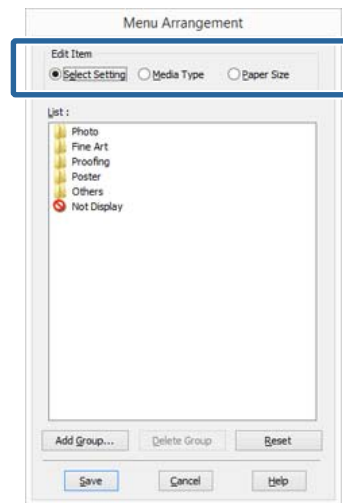 Menu Arrangement
Edit Item
Select Setting Media Type Paper Size
List :
Photo
Fine Art
Proofing
Poster
Others
Not Display
Add Group... Delete Group Reset
Save Cancel Help